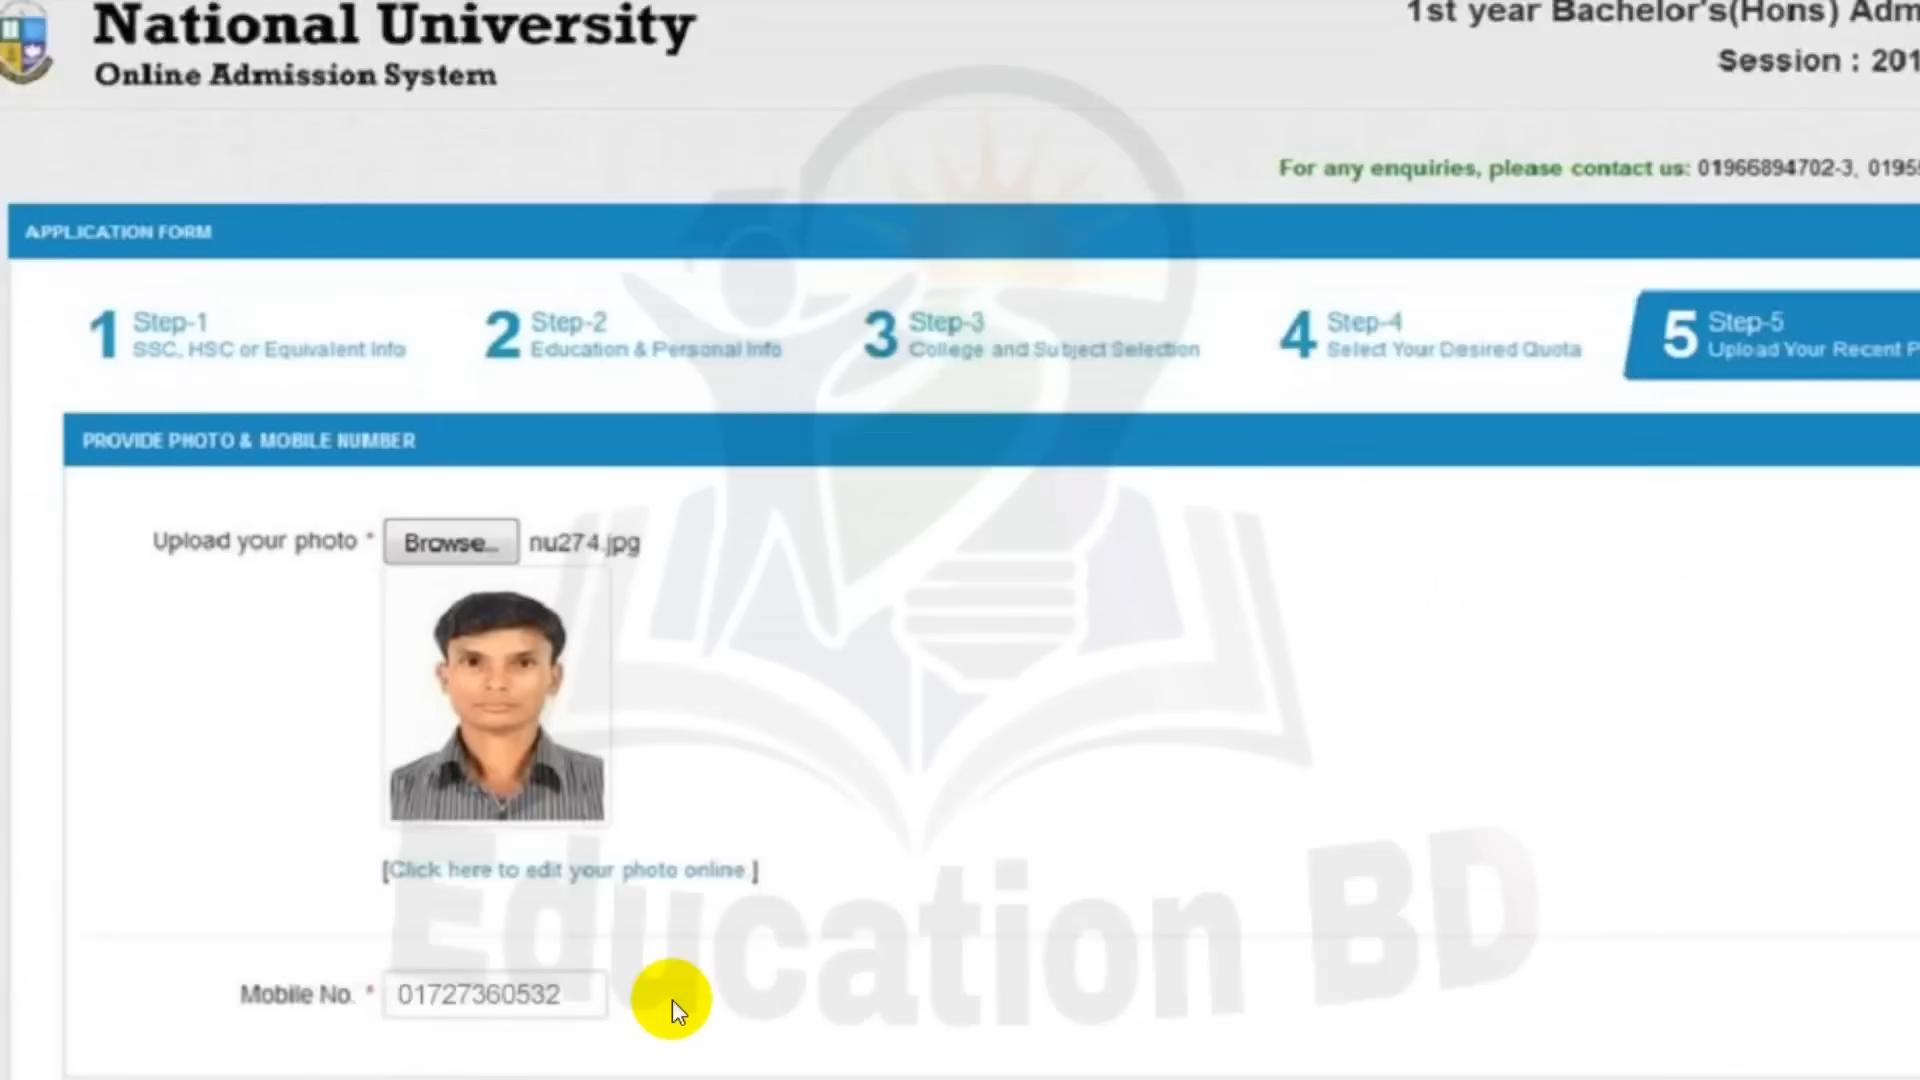 National University
Online Admission System
1st year Bachelor's(Hons) Adm
Session : 201
For any enquiries, please contact us: 01966894702-3, 0195
APPLICATION FORM
1 Step-1
SSC, HSC or Equivalent Info
2 Step-2
Education & Personal Info
3 Step-3
College and Subject Selection
4 Step-4
Select Your Desired Quota
5 Step-5
Upload Your Recent P
PROVIDE PHOTO & MOBILE NUMBER
Upload your photo * Browse... nu274.jpg
[Click here to edit your photo online ]
Mobile No. * 01727360532
Education BD